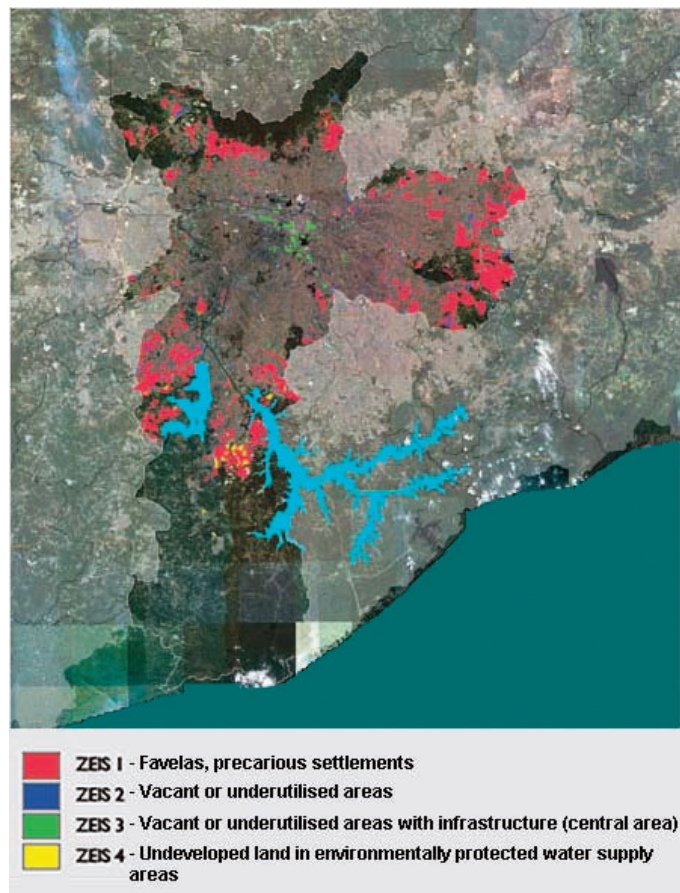 ZEIS 1 - Favelas, precarious settlements
ZEIS 2 - Vacant or underutilised areas
ZEIS 3 - Vacant or underutilised areas with infrastructure (central area)
ZEIS 4 - Undeveloped land in environmentally protected water supply
areas